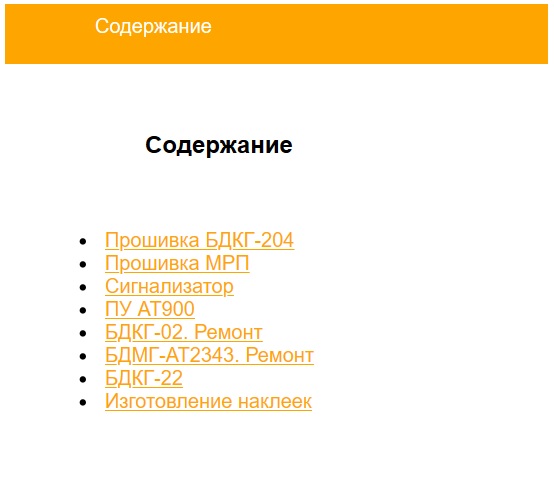 Содержание
Содержание
Прошивка БДКГ-204
Прошивка МРП
Сигнализатор
ПУ АТ900
БДКГ-02. Ремонт
БДМГ-АТ2343. Ремонт
БДКГ-22
Изготовление наклеек